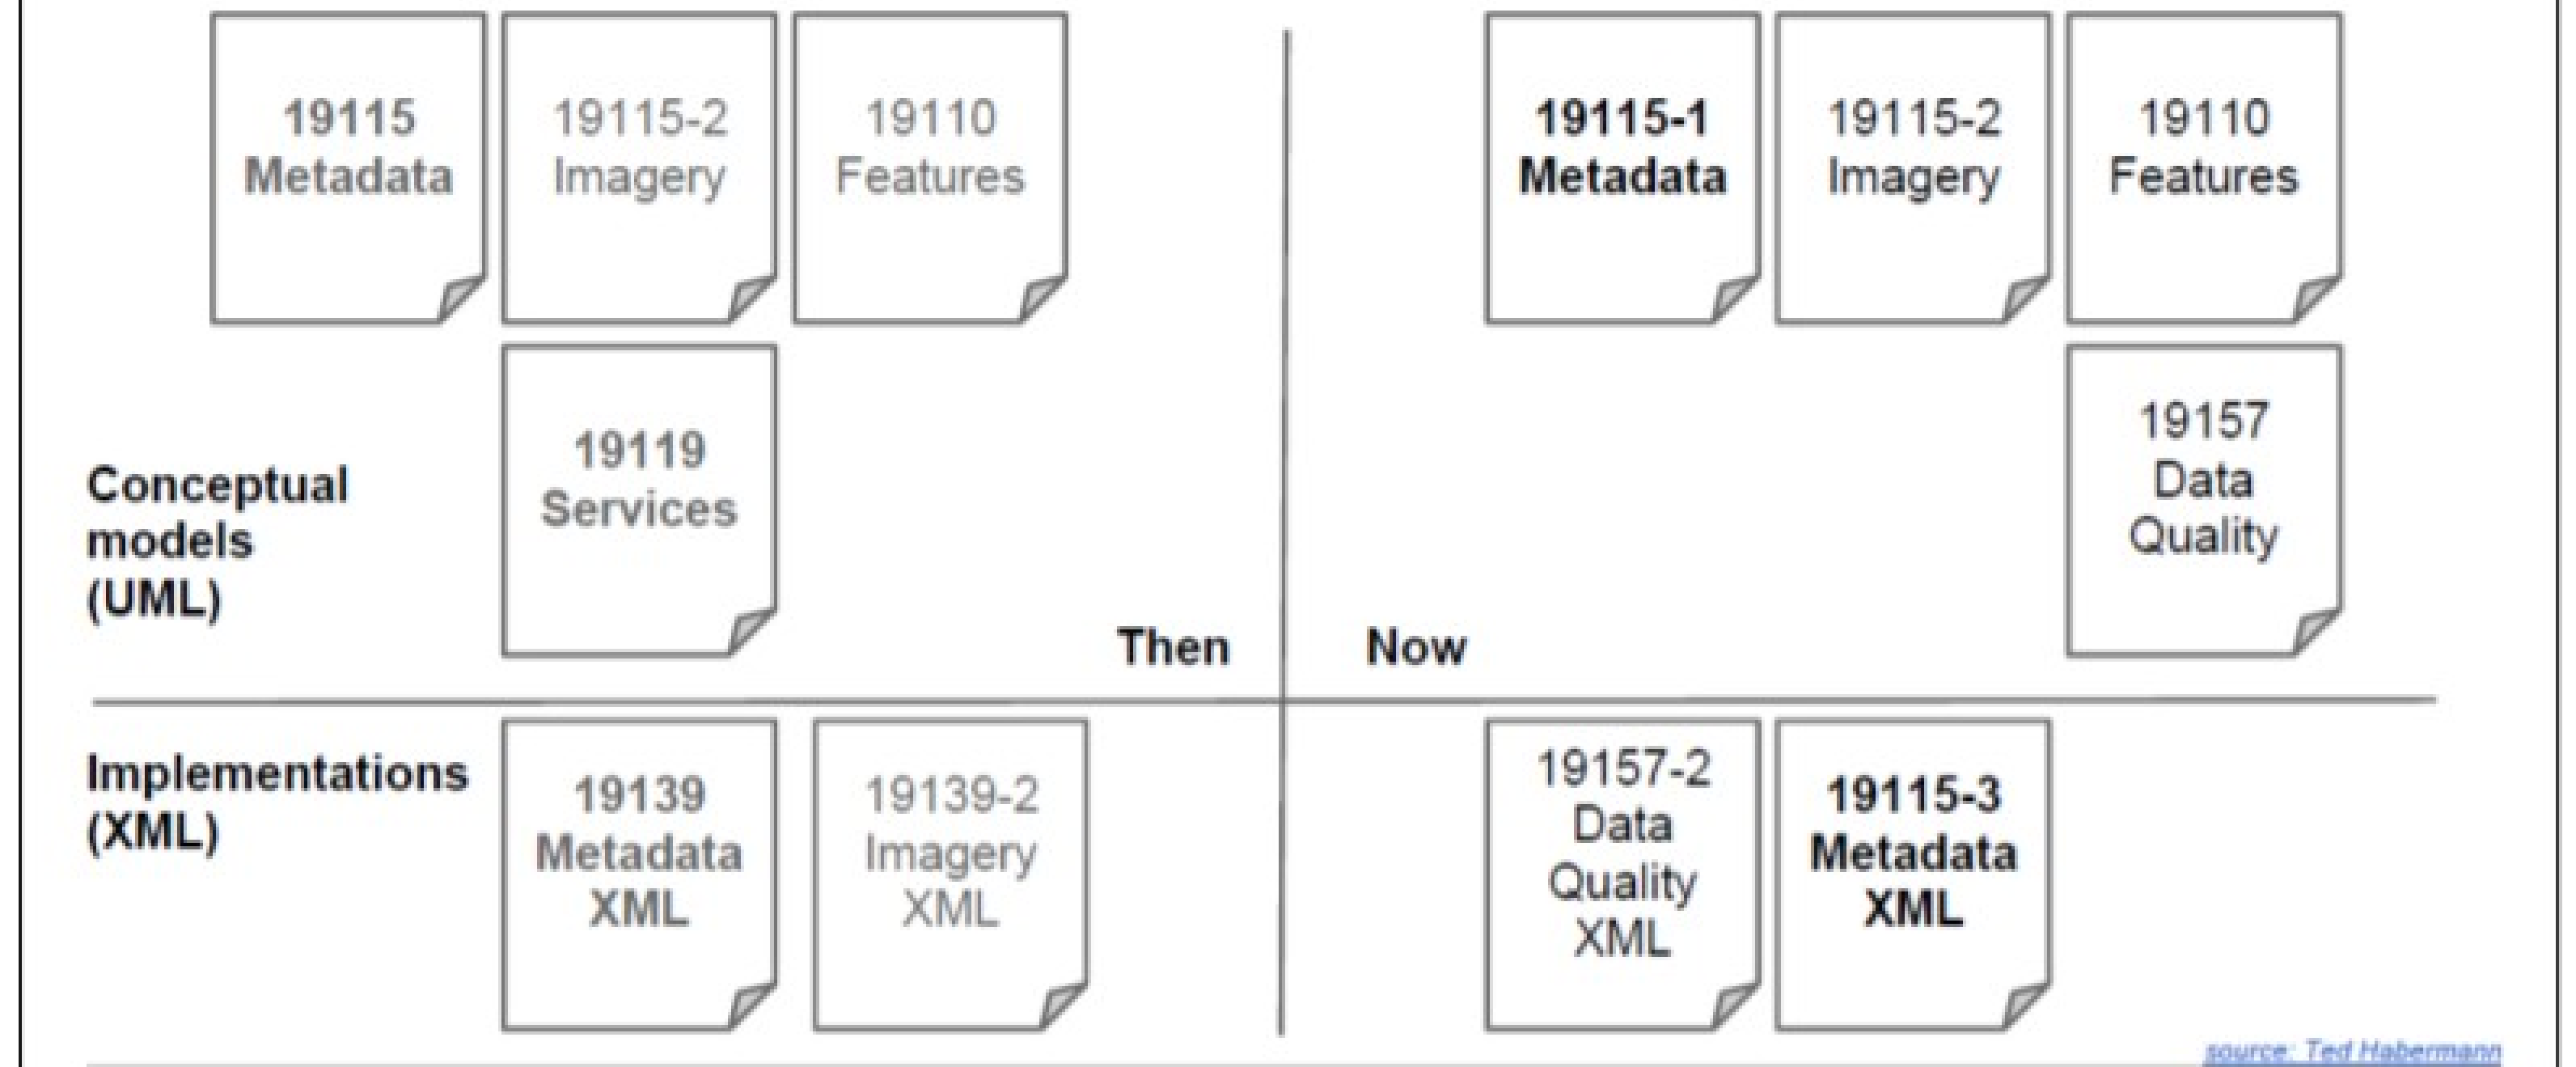 19115
Metadata
19115-2
Imagery
19110
Features
19115-1
Metadata
19115-2
Imagery
19110
Features
Conceptual
models
(UML)
19119
Services
19157
Data
Quality
Then
Now
Implementations
(XML)
19139
Metadata
XML
19139-2
Imagery
XML
19157-2
Data
Quality
XML
19115-3
Metadata
XML
source: Ted Habermann